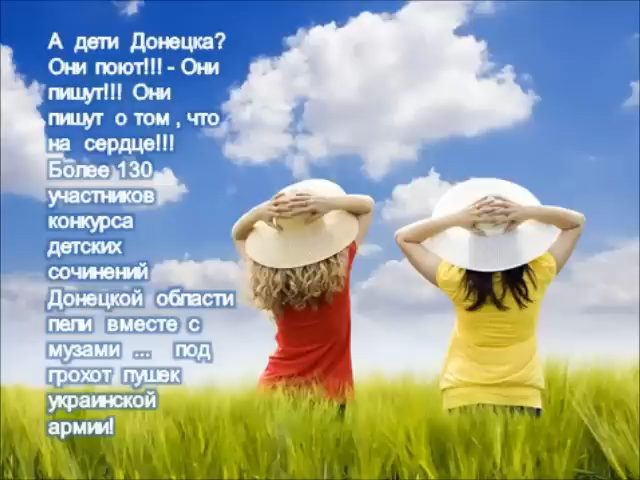 А дети Донецка?
Они поют!!! - Они
пишут!!! Они
пишут о том , что
на сердце!!!
Более 130
участников
конкурса
детских
сочинений
Донецкой области
пели вместе с
музами ... под
грохот пушек
украинской
армии!